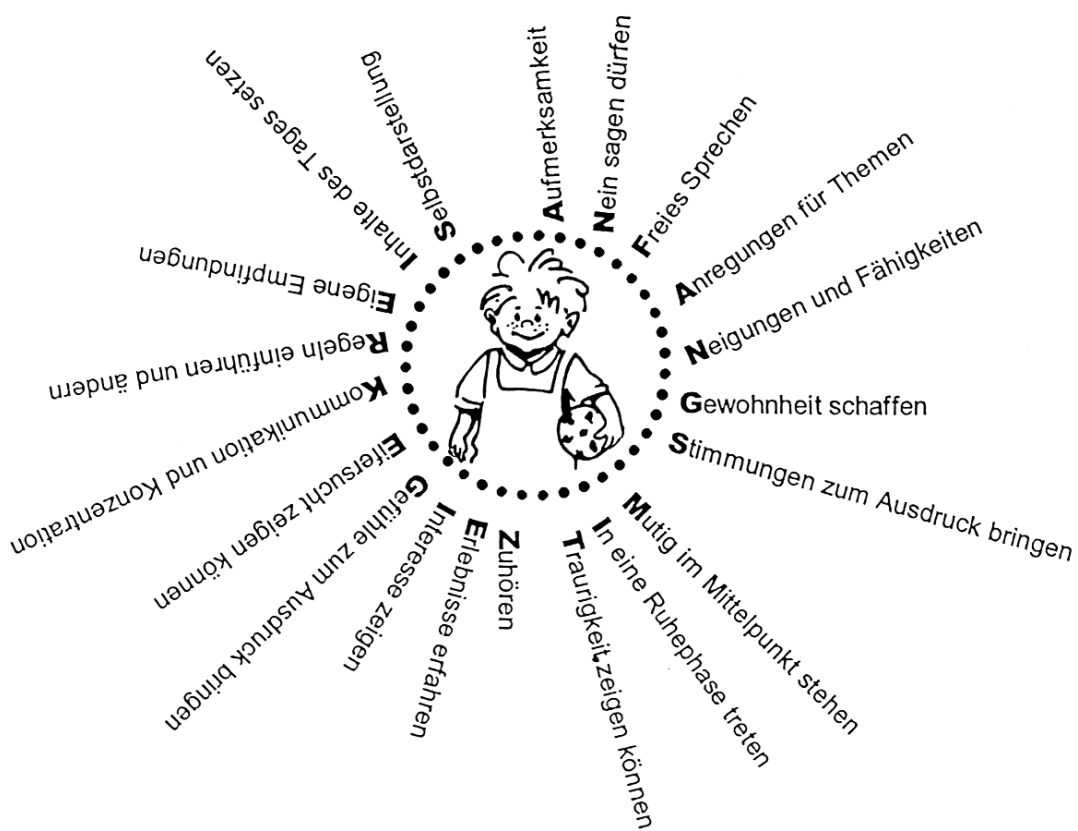 Aufmerksamkeit
Nein sagen dürfen
Freies Sprechen
Anregungen für Themen
Neigungen und Fähigkeiten
Gewohnheit schaffen
Stimmungen zum Ausdruck bringen
Mutig im Mittelpunkt stehen
In eine Ruhephase treten
Traurigkeit zeigen können
Zuhören
Erlebnisse erfahren
Interesse zeigen
Gefühle zum Ausdruck bringen
Eifersucht zeigen können
Kommunikation und Konzentration
Regeln einführen und ändern
Eigene Empfindungen
Inhalte des Tages setzen
Selbstdarstellung